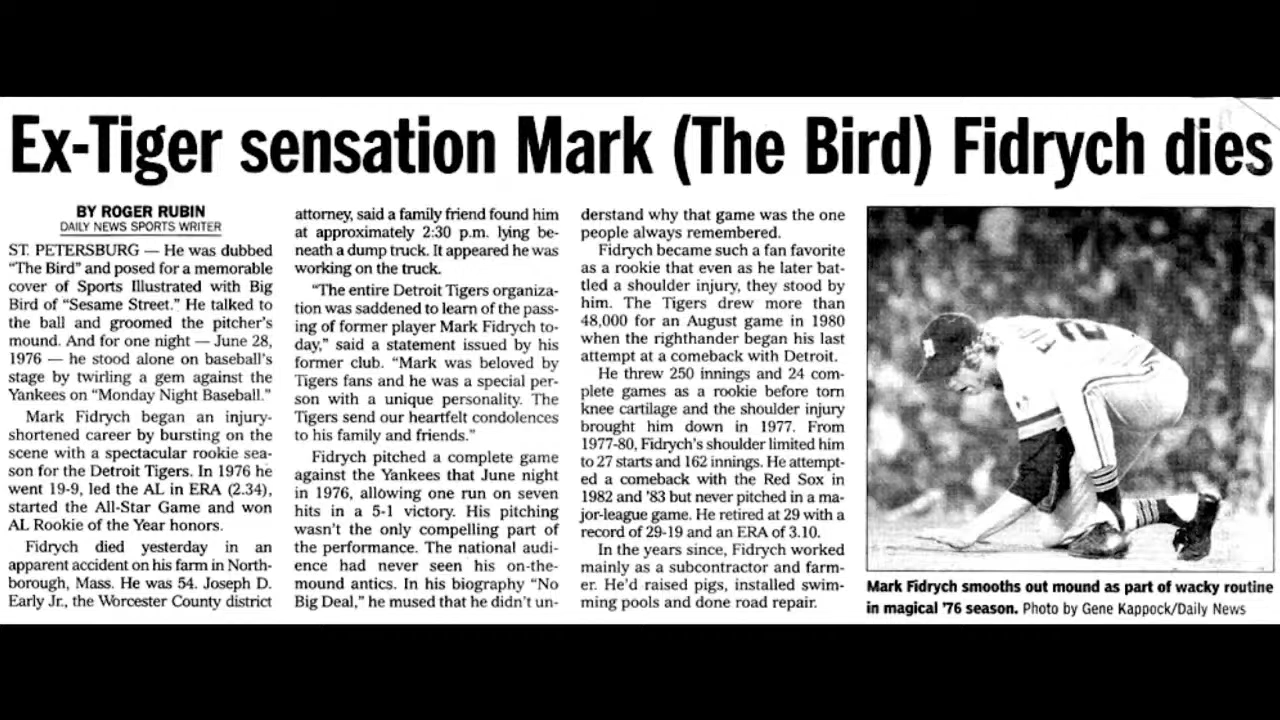 Ex-Tiger sensation Mark (The Bird) Fidrych dies
BY ROGER RUBIN
DAILY NEWS SPORTS WRITER
ST. PETERSBURG — He was dubbed
“The Bird” and posed for a memorable
cover of Sports Illustrated with Big
Bird of “Sesame Street.” He talked to
the ball and groomed the pitcher’s
mound. And for one night — June 28,
1976 — he stood alone on baseball’s
stage by twirling a gem against the
Yankees on “Monday Night Baseball.”
Mark Fidrych began an injury-
shortened career by bursting on the
scene with a spectacular rookie sea-
son for the Detroit Tigers. In 1976 he
went 19-9, led the AL in ERA (2.34),
started the All-Star Game and won
AL Rookie of the Year honors.
Fidrych died yesterday in an
apparent accident on his farm in North-
borough, Mass. He was 54. Joseph D.
Early Jr., the Worcester County district
attorney, said a family friend found him
at approximately 2:30 p.m. lying be-
neath a dump truck. It appeared he was
working on the truck.
“The entire Detroit Tigers organiza-
tion was saddened to learn of the pass-
ing of former player Mark Fidrych to-
day,” said a statement issued by his
former club. “Mark was beloved by
Tigers fans and he was a special per-
son with a unique personality. The
Tigers send our heartfelt condolences
to his family and friends.”
Fidrych pitched a complete game
against the Yankees that June night
in 1976, allowing one run on seven
hits in a 5-1 victory. His pitching
wasn’t the only compelling part of
the performance. The national audi-
ence had never seen his on-the-
mound antics. In his biography “No
Big Deal,” he mused that he didn’t un-
derstand why that game was the one
people always remembered.
Fidrych became such a fan favorite
as a rookie that even as he later bat-
tled a shoulder injury, they stood by
him. The Tigers drew more than
48,000 for an August game in 1980
when the righthander began his last
attempt at a comeback with Detroit.
He threw 250 innings and 24 com-
plete games as a rookie before torn
knee cartilage and the shoulder injury
brought him down in 1977. From
1977-80, Fidrych’s shoulder limited him
to 27 starts and 162 innings. He attempt-
ed a comeback with the Red Sox in
1982 and ’83 but never pitched in a ma-
jor-league game. He retired at 29 with a
record of 29-19 and an ERA of 3.10.
In the years since, Fidrych worked
mainly as a subcontractor and farm-
er. He’d raised pigs, installed swim-
ming pools and done road repair.
Mark Fidrych smooths out mound as part of wacky routine
in magical ’76 season. Photo by Gene Kappock/Daily News